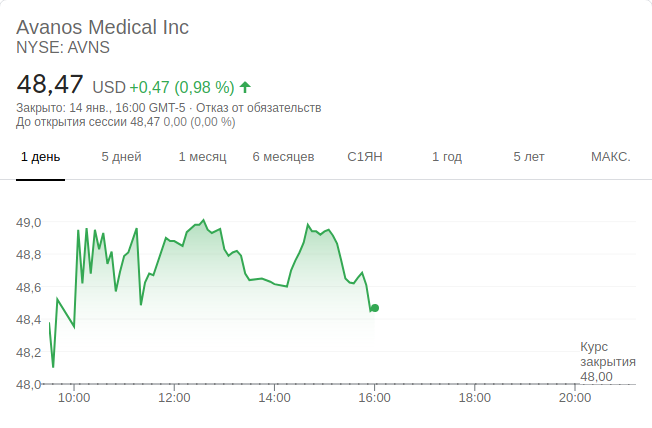 Avanos Medical Inc
NYSE: AVNS
48,47 USD +0,47 (0,98 %)
Закрыто: 14 янв., 16:00 GMT-5 · Отказ от обязательств
До открытия сессии 48,47 0,00 (0,00 %)
1 день 5 дней 1 месяц 6 месяцев С1ЯН 1 год 5 лет МАКС.
49,0
48,8
48,6
48,4
48,2
Курс
закрытия
48,00
48,0
10:00 12:00 14:00 16:00 18:00 20:00